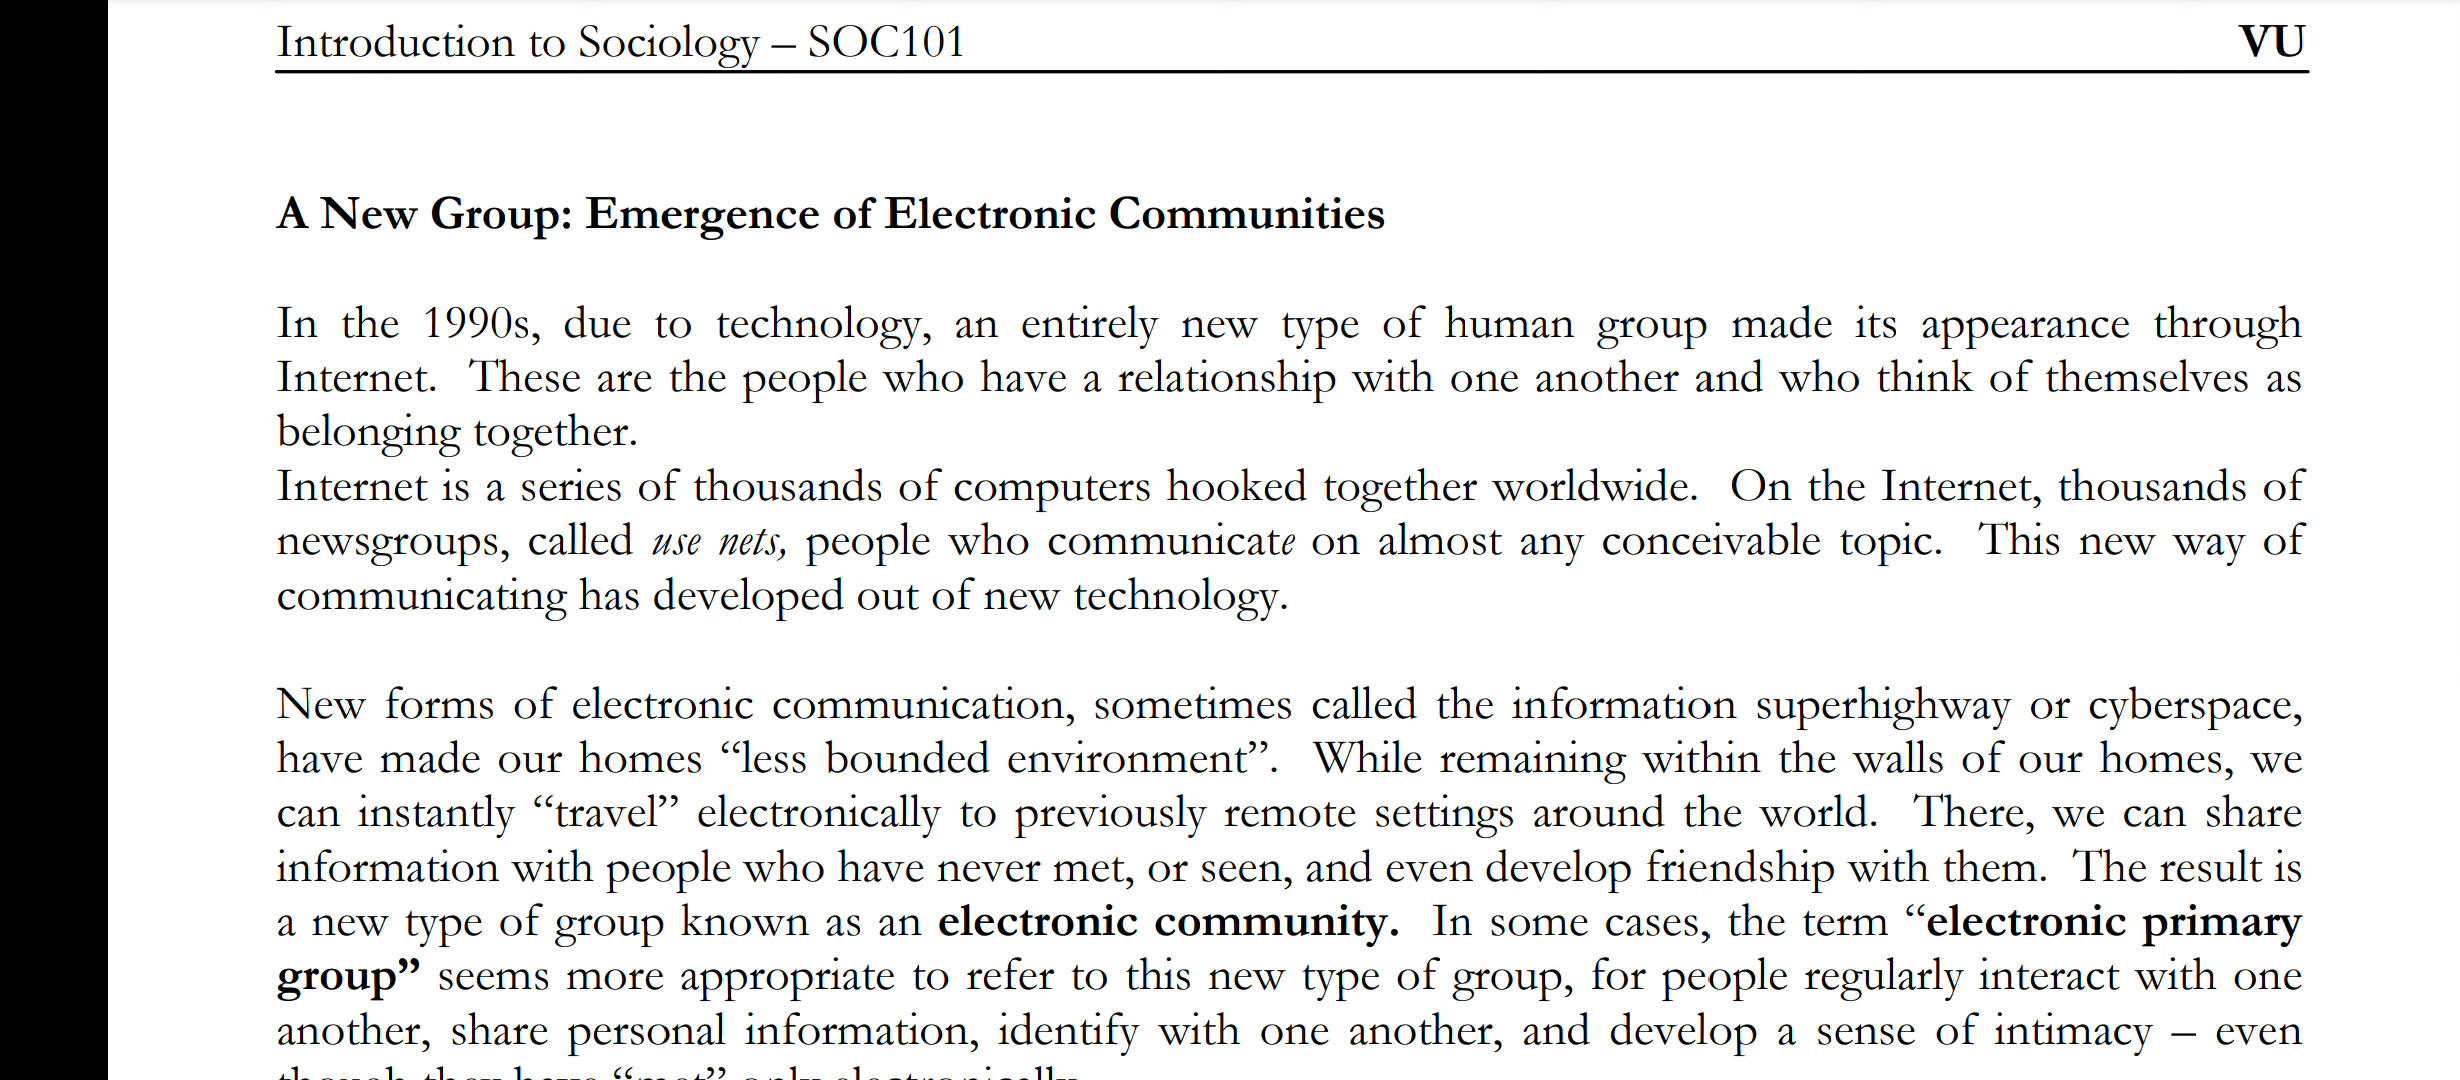 Introduction to Sociology – SOC101 VU
A New Group: Emergence of Electronic Communities
In the 1990s, due to technology, an entirely new type of human group made its appearance through
Internet. These are the people who have a relationship with one another and who think of themselves as
belonging together.
Internet is a series of thousands of computers hooked together worldwide. On the Internet, thousands of
newsgroups, called use nets, people who communicate on almost any conceivable topic. This new way of
communicating has developed out of new technology.
New forms of electronic communication, sometimes called the information superhighway or cyberspace,
have made our homes “less bounded environment”. While remaining within the walls of our homes, we
can instantly “travel” electronically to previously remote settings around the world. There, we can share
information with people who have never met, or seen, and even develop friendship with them. The result is
a new type of group known as an electronic community. In some cases, the term “electronic primary
group” seems more appropriate to refer to this new type of group, for people regularly interact with one
another, share personal information, identify with one another, and develop a sense of intimacy – even
though they have “met” only electronically.